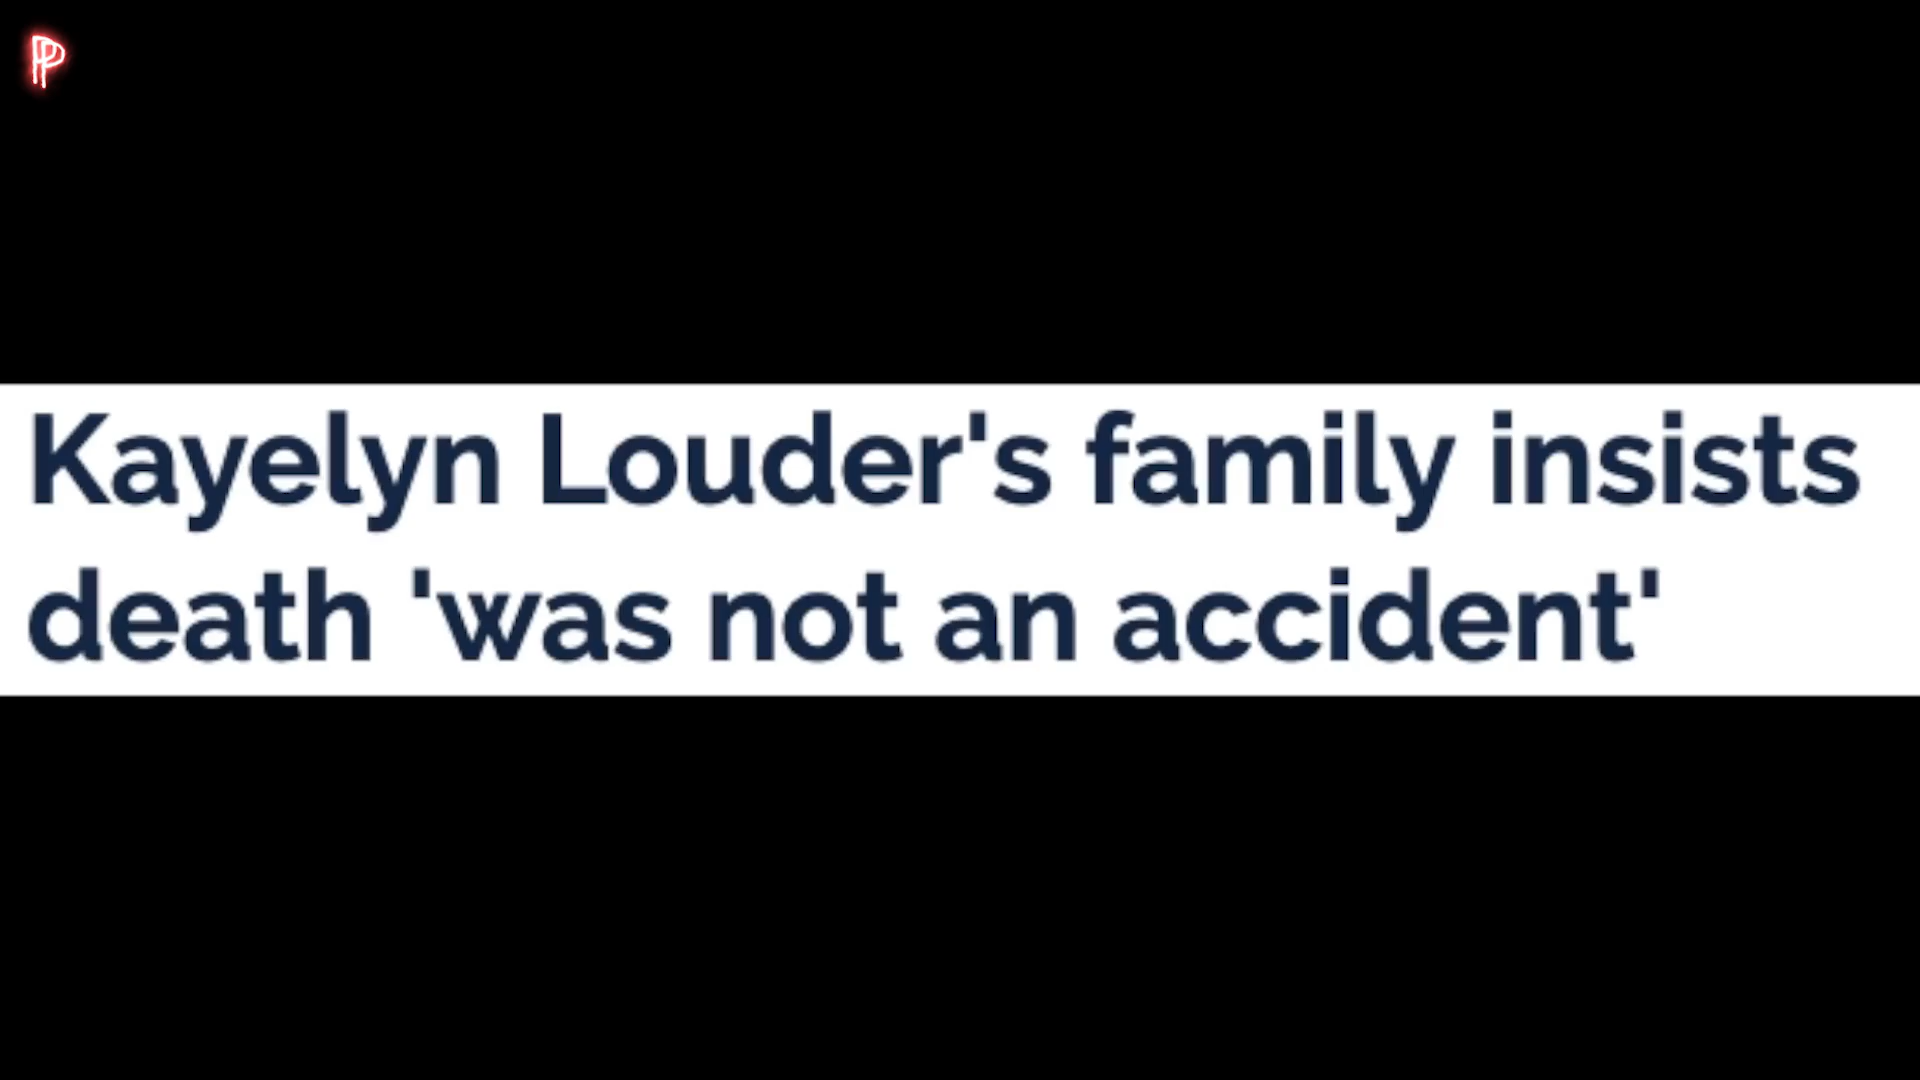 Kayelyn Louder's family insists
death 'was not an accident'